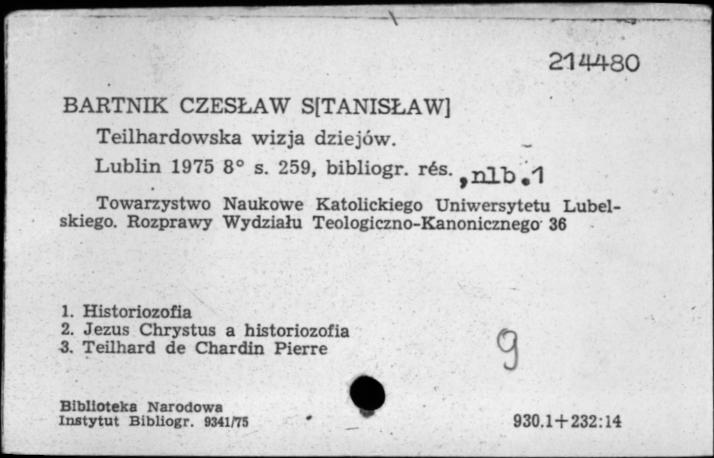 214480
BARTNIK CZESŁAW S[TANISŁAW]
Teilhardowska wizja dziejów.
Lublin 1975 8° s. 259, bibliogr. rés. , nlb.1
Towarzystwo Naukowe Katolickiego Uniwersytetu Lubel-
skiego. Rozprawy Wydziału Teologiczno-Kanonicznego 36
1. Historiozofia
2. Jezus Chrystus a historiozofia
3. Teilhard de Chardin Pierre
9
Biblioteka Narodowa
Instytut Bibliogr. 9341/75
930.1+232:14